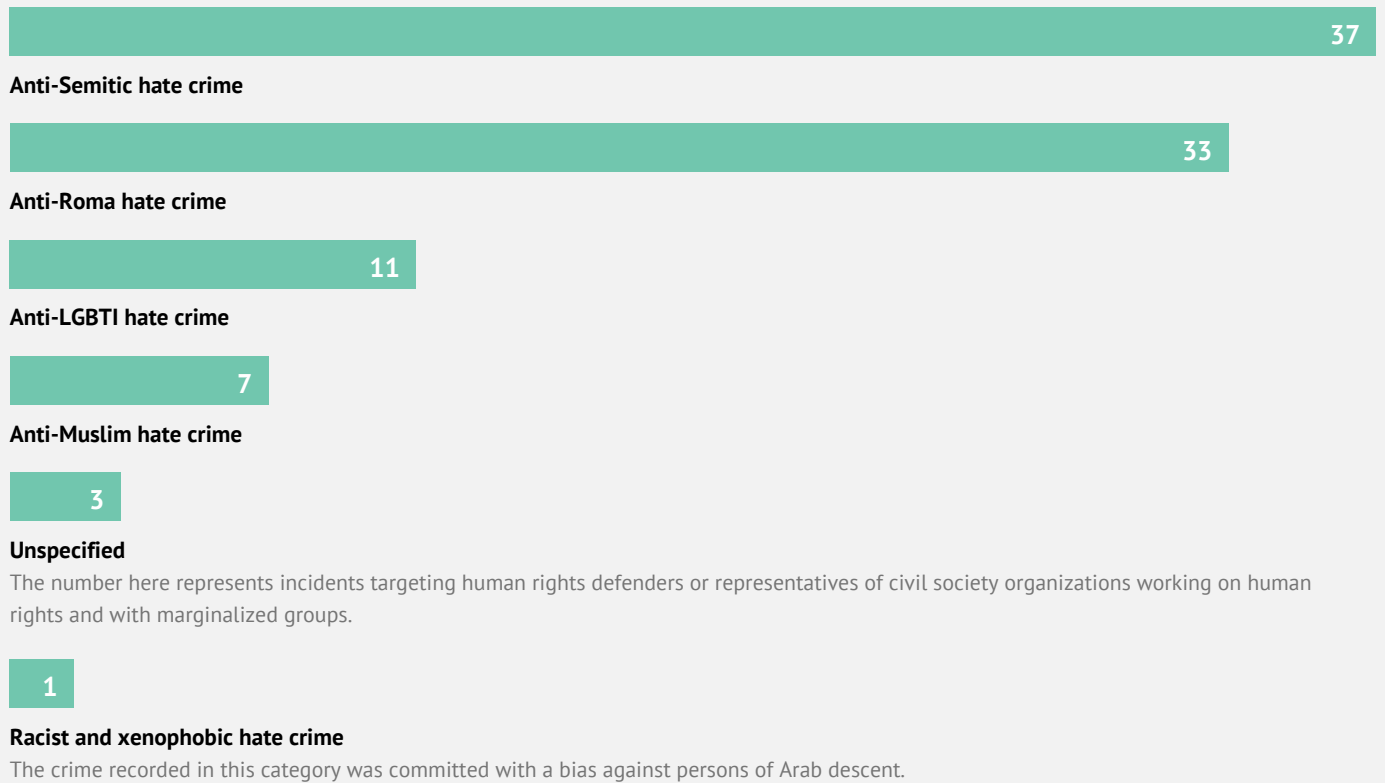 37
Anti-Semitic hate crime
33
Anti-Roma hate crime
11
Anti-LGBTI hate crime
7
Anti-Muslim hate crime
3
Unspecified
The number here represents incidents targeting human rights defenders or representatives of civil society organizations working on human
rights and with marginalized groups.
1
Racist and xenophobic hate crime
The crime recorded in this category was committed with a bias against persons of Arab descent.